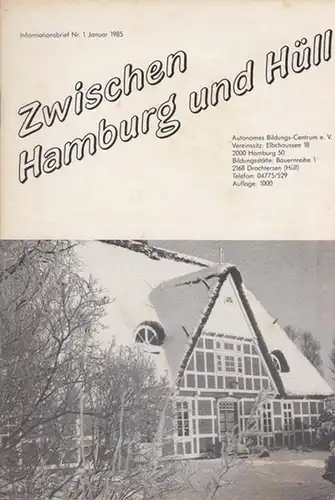 Informationsbrief Nr. 1 Januar 1985
Zwischen
Hamburg und Hüll
Autonomes Bildungs-Centrum e. V.
Vereinssitz: Elbchaussee 18
2000 Hamburg 50
Bildungsstätte: Bauernreihe 1
2168 Drochtersen (Hüll)
Telefon: 04775/529
Auflage: 1000